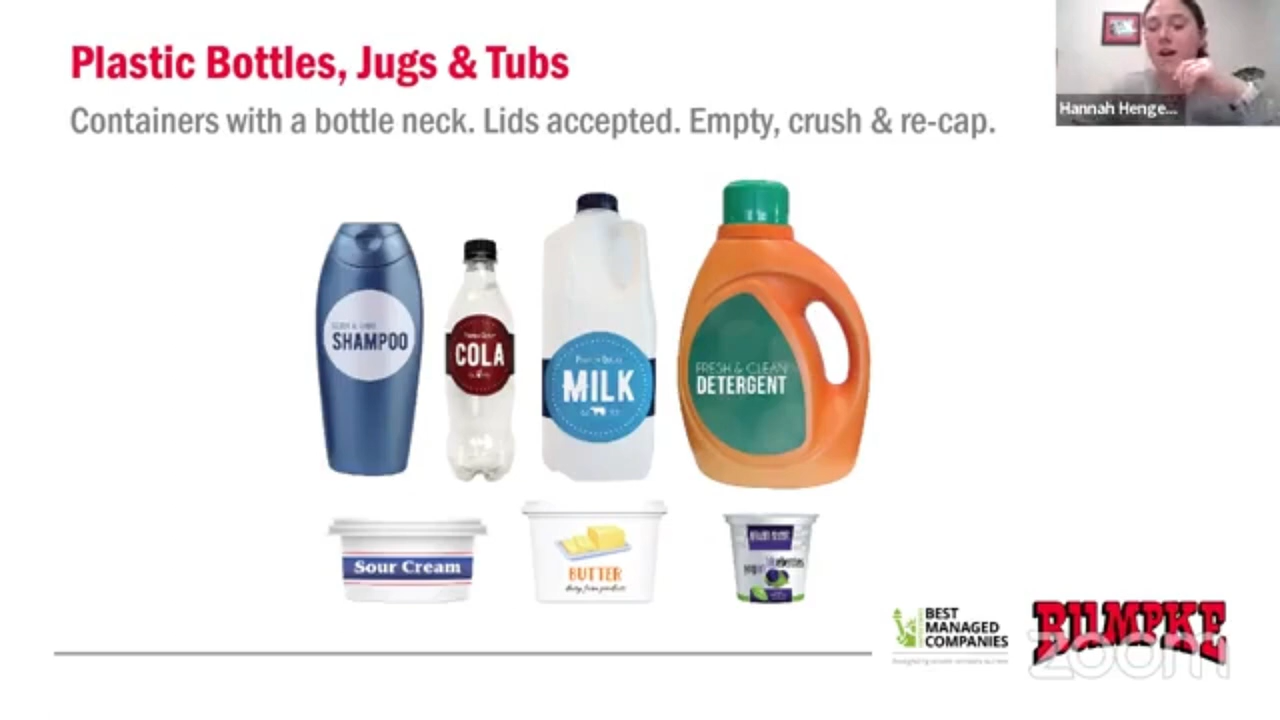 Plastic Bottles, Jugs & Tubs
Containers with a bottle neck. Lids accepted. Empty, crush & re-cap.
Hannah Henge...
SHAMPOO
COLA
MILK
FRESH & CLEAN
DETERGENT
Sour Cream
BUTTER
BEST
MANAGED
COMPANIES
RUMPKE
zoom